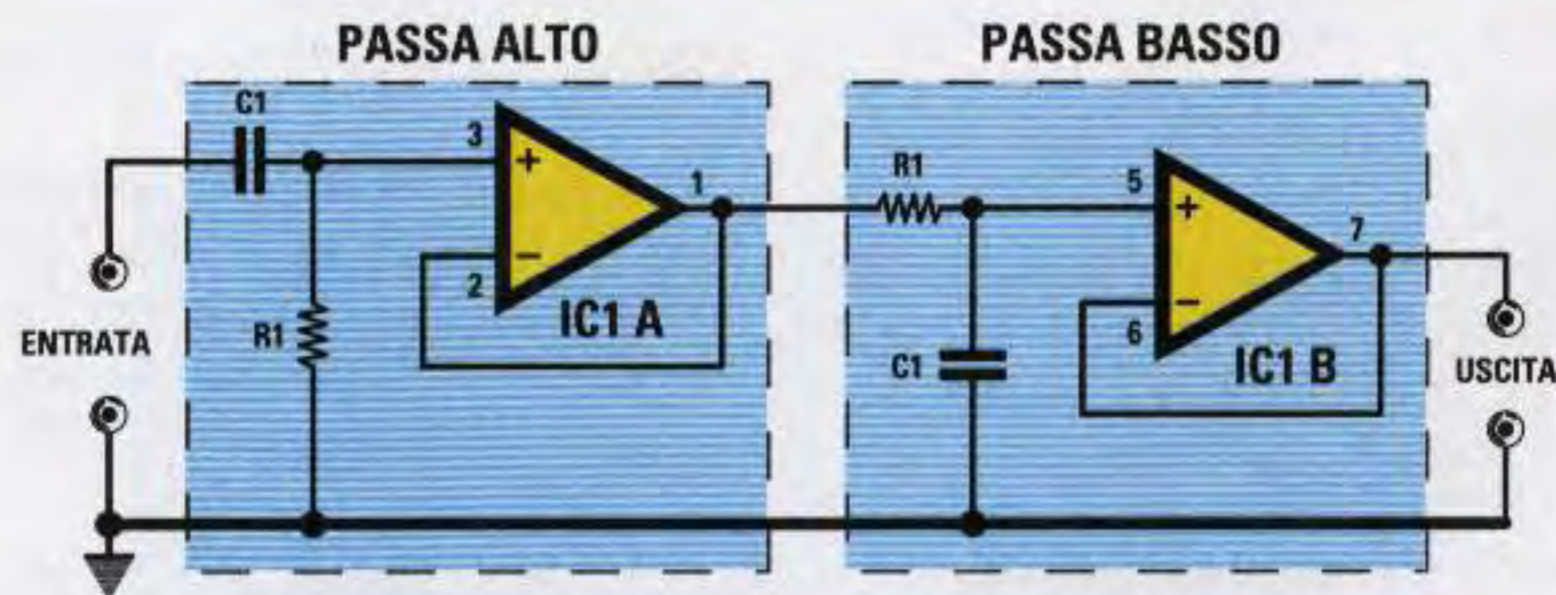 PASSA ALTO
PASSA BASSO
C1
3
+
1
R1
5
+
7
ENTRATA
R1
2
−
IC1 A
C1
6
−
IC1 B
USCITA